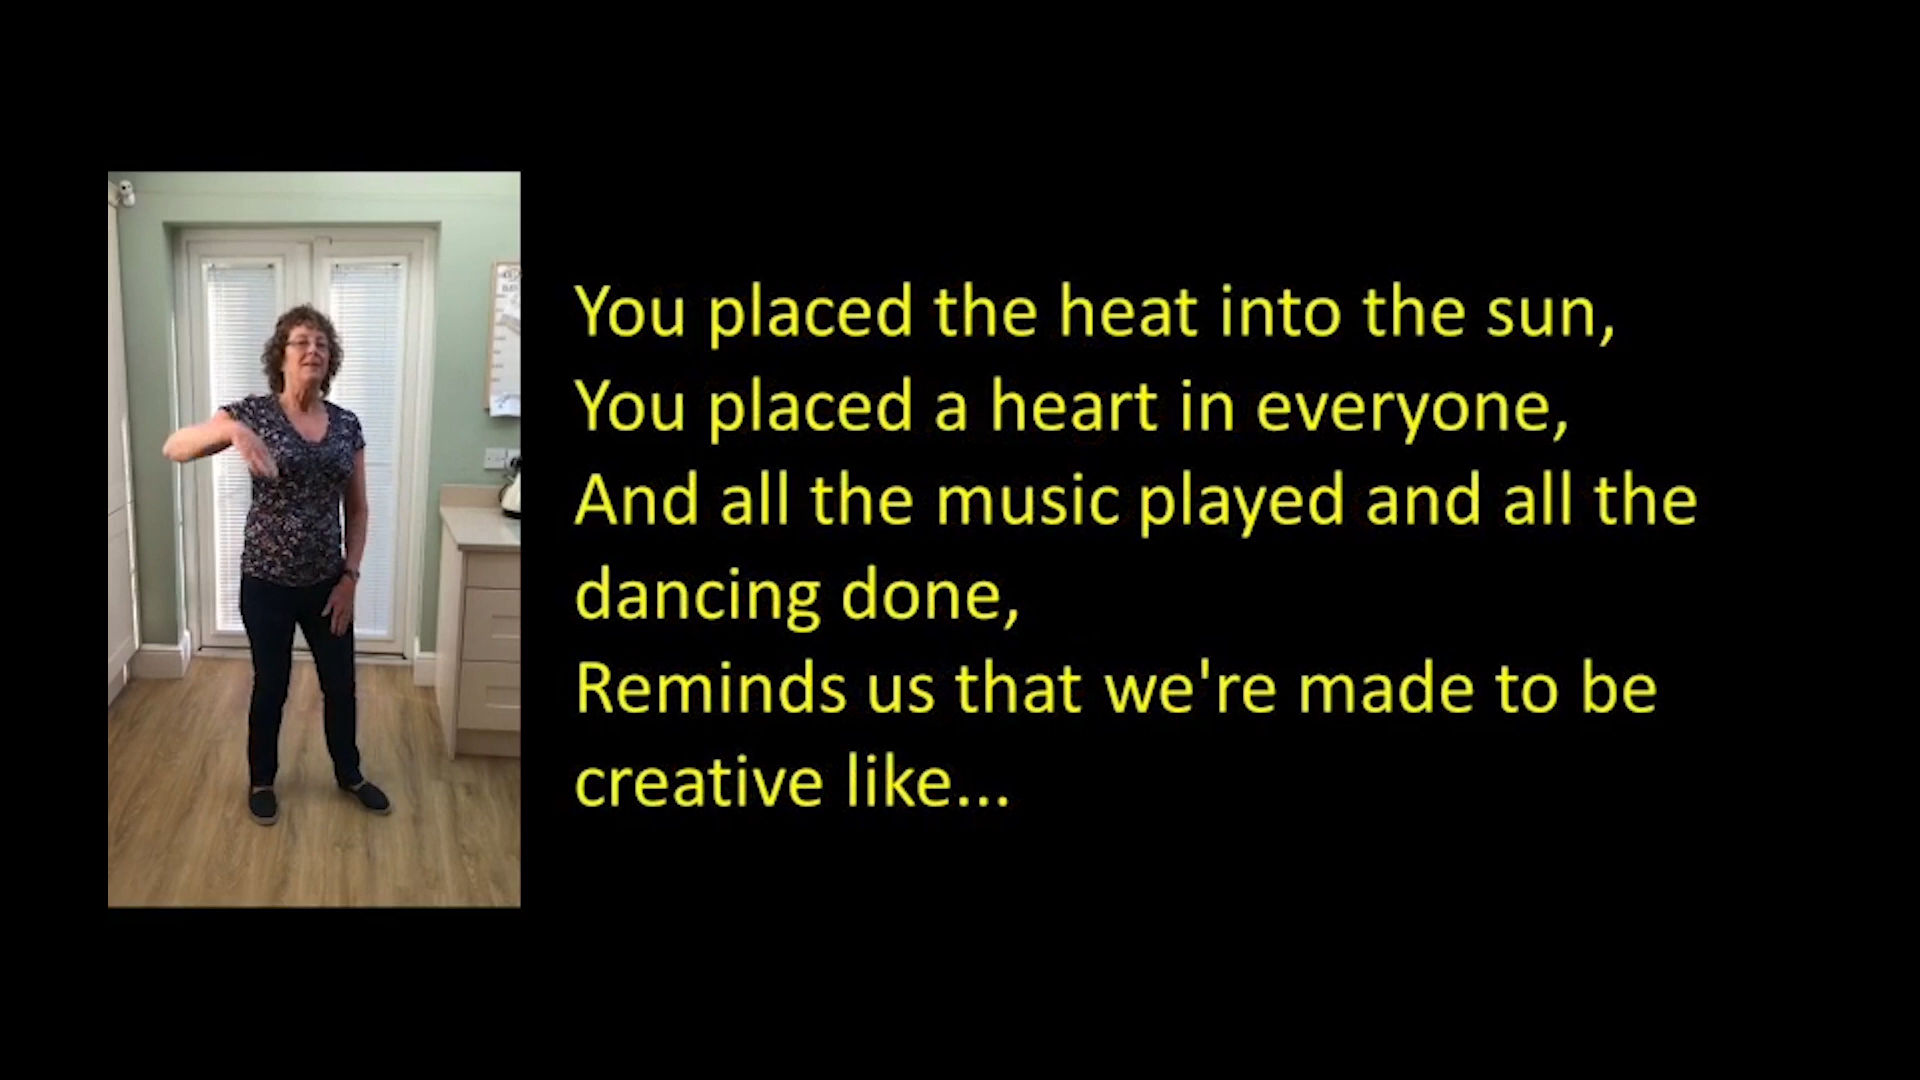 You placed the heat into the sun,
You placed a heart in everyone,
And all the music played and all the
dancing done,
Reminds us that we're made to be
creative like...